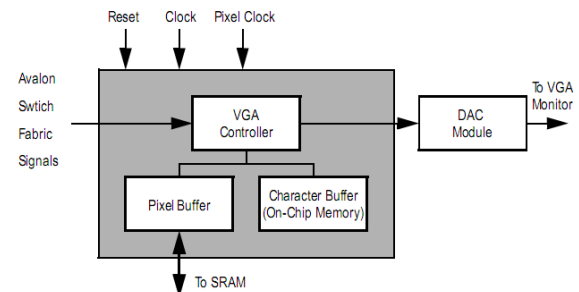 Reset Clock Pixel Clock
Avalon
Swtich
Fabric
Signals
VGA
Controller
DAC
Module
To VGA
Monitor
Pixel Buffer
Character Buffer
(On-Chip Memory)
To SRAM